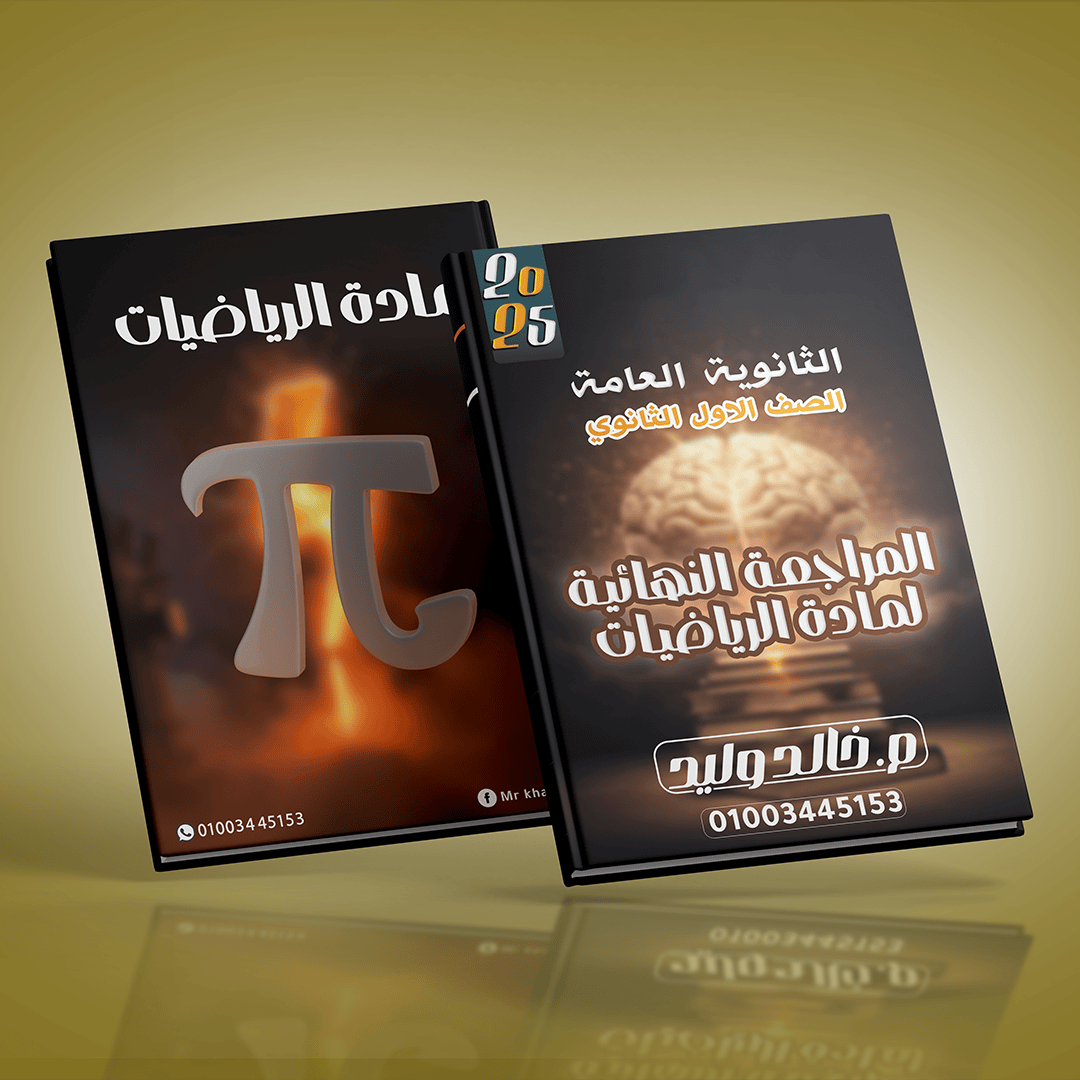 مادة الرياضيات
01003445153
Mr kha
20
25
الثانوية العامة
الصف الاول الثانوي
المراجعة النهائية
لمادة الرياضيات
م. خالد وليد
01003445153